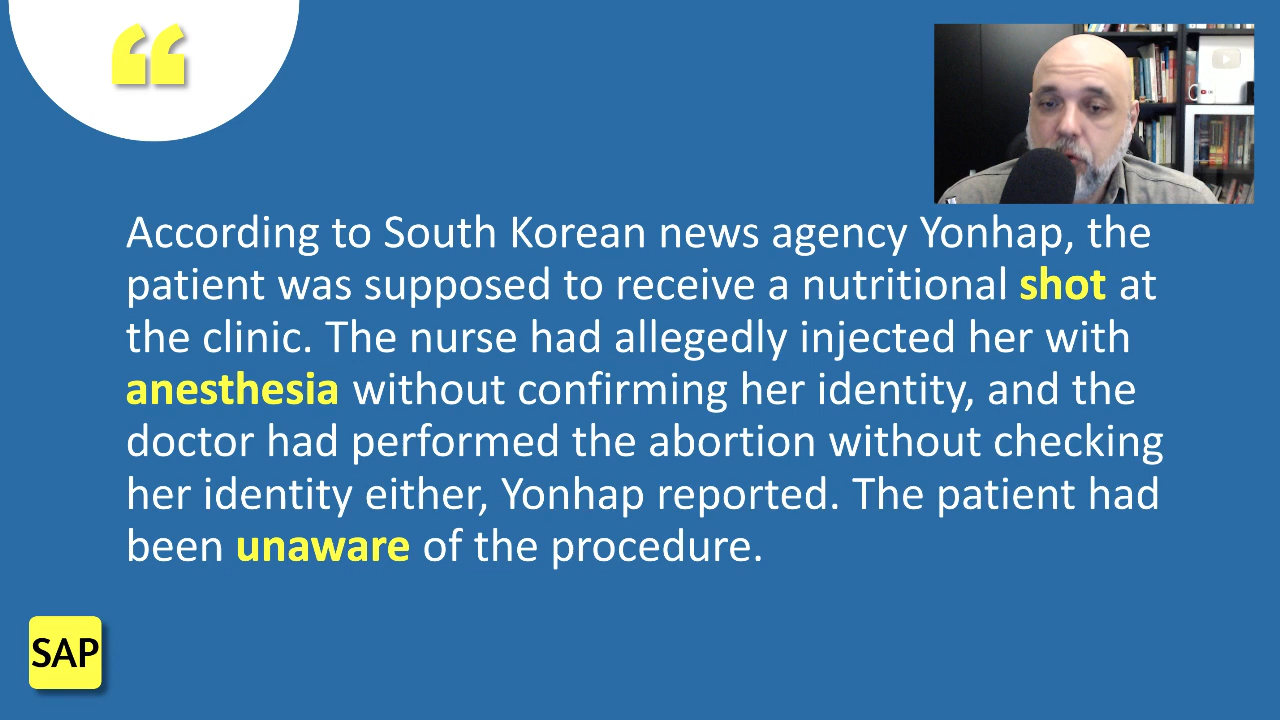 “
According to South Korean news agency Yonhap, the
patient was supposed to receive a nutritional shot at
the clinic. The nurse had allegedly injected her with
anesthesia without confirming her identity, and the
doctor had performed the abortion without checking
her identity either, Yonhap reported. The patient had
been unaware of the procedure.
SAP